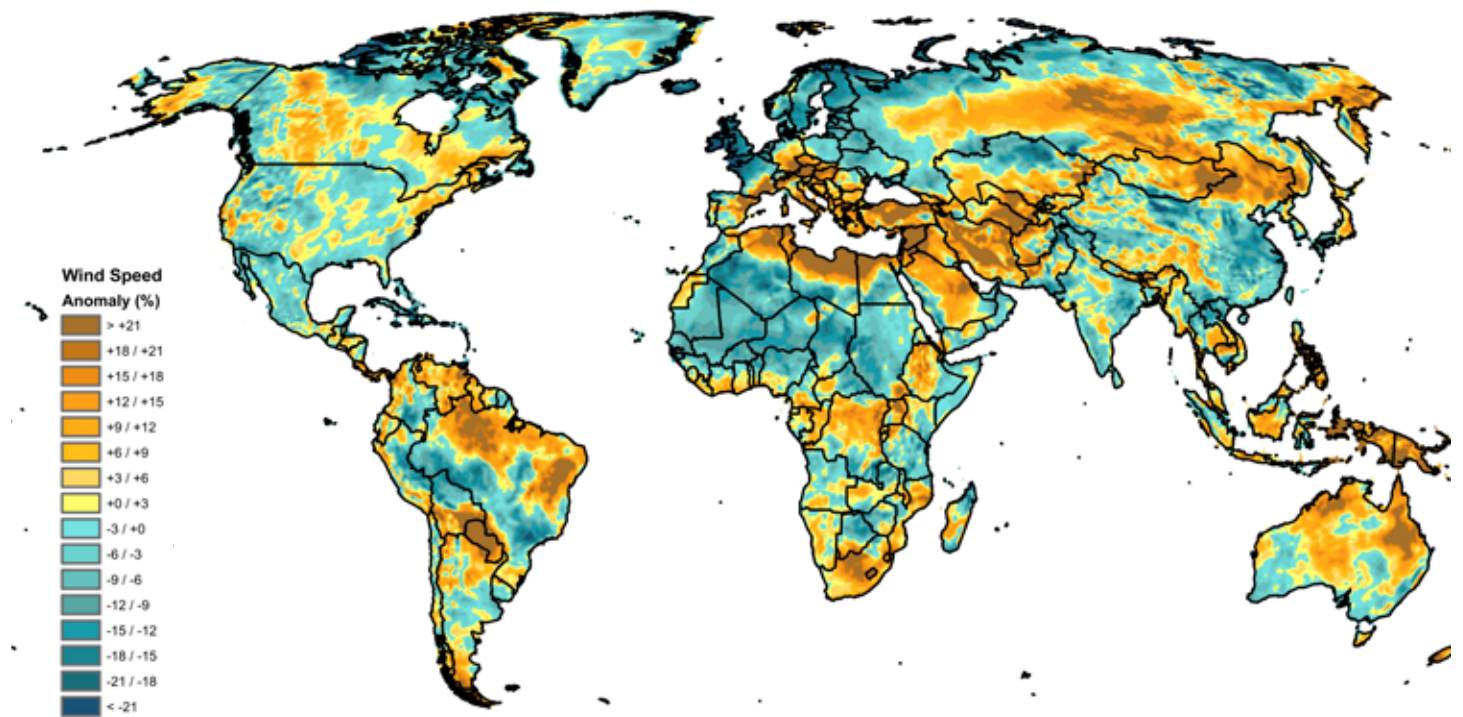 Wind Speed
Anomaly (%)
> +21
+18 / +21
+15 / +18
+12 / +15
+9 / +12
+6 / +9
+3 / +6
+0 / +3
-3 / +0
-6 / -3
-9 / -6
-12 / -9
-15 / -12
-18 / -15
-21 / -18
< -21